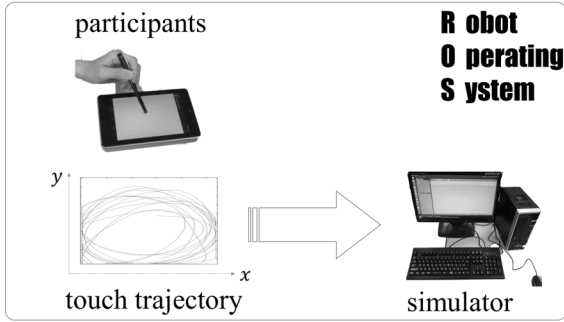 participants
R obot
O perating
S ystem
y
x
touch trajectory
simulator